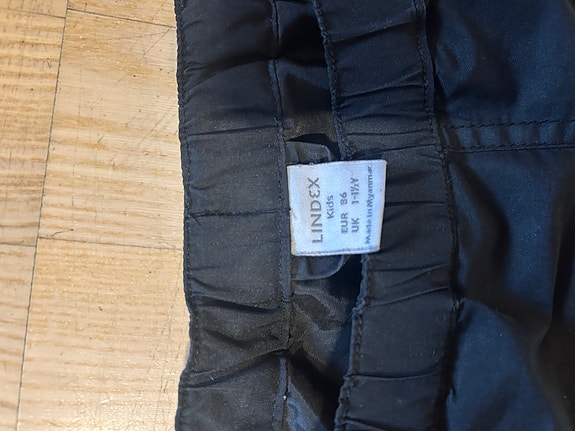 LINDEX
Kids
EUR 86
UK 1-1½Y
Made in Myanmar